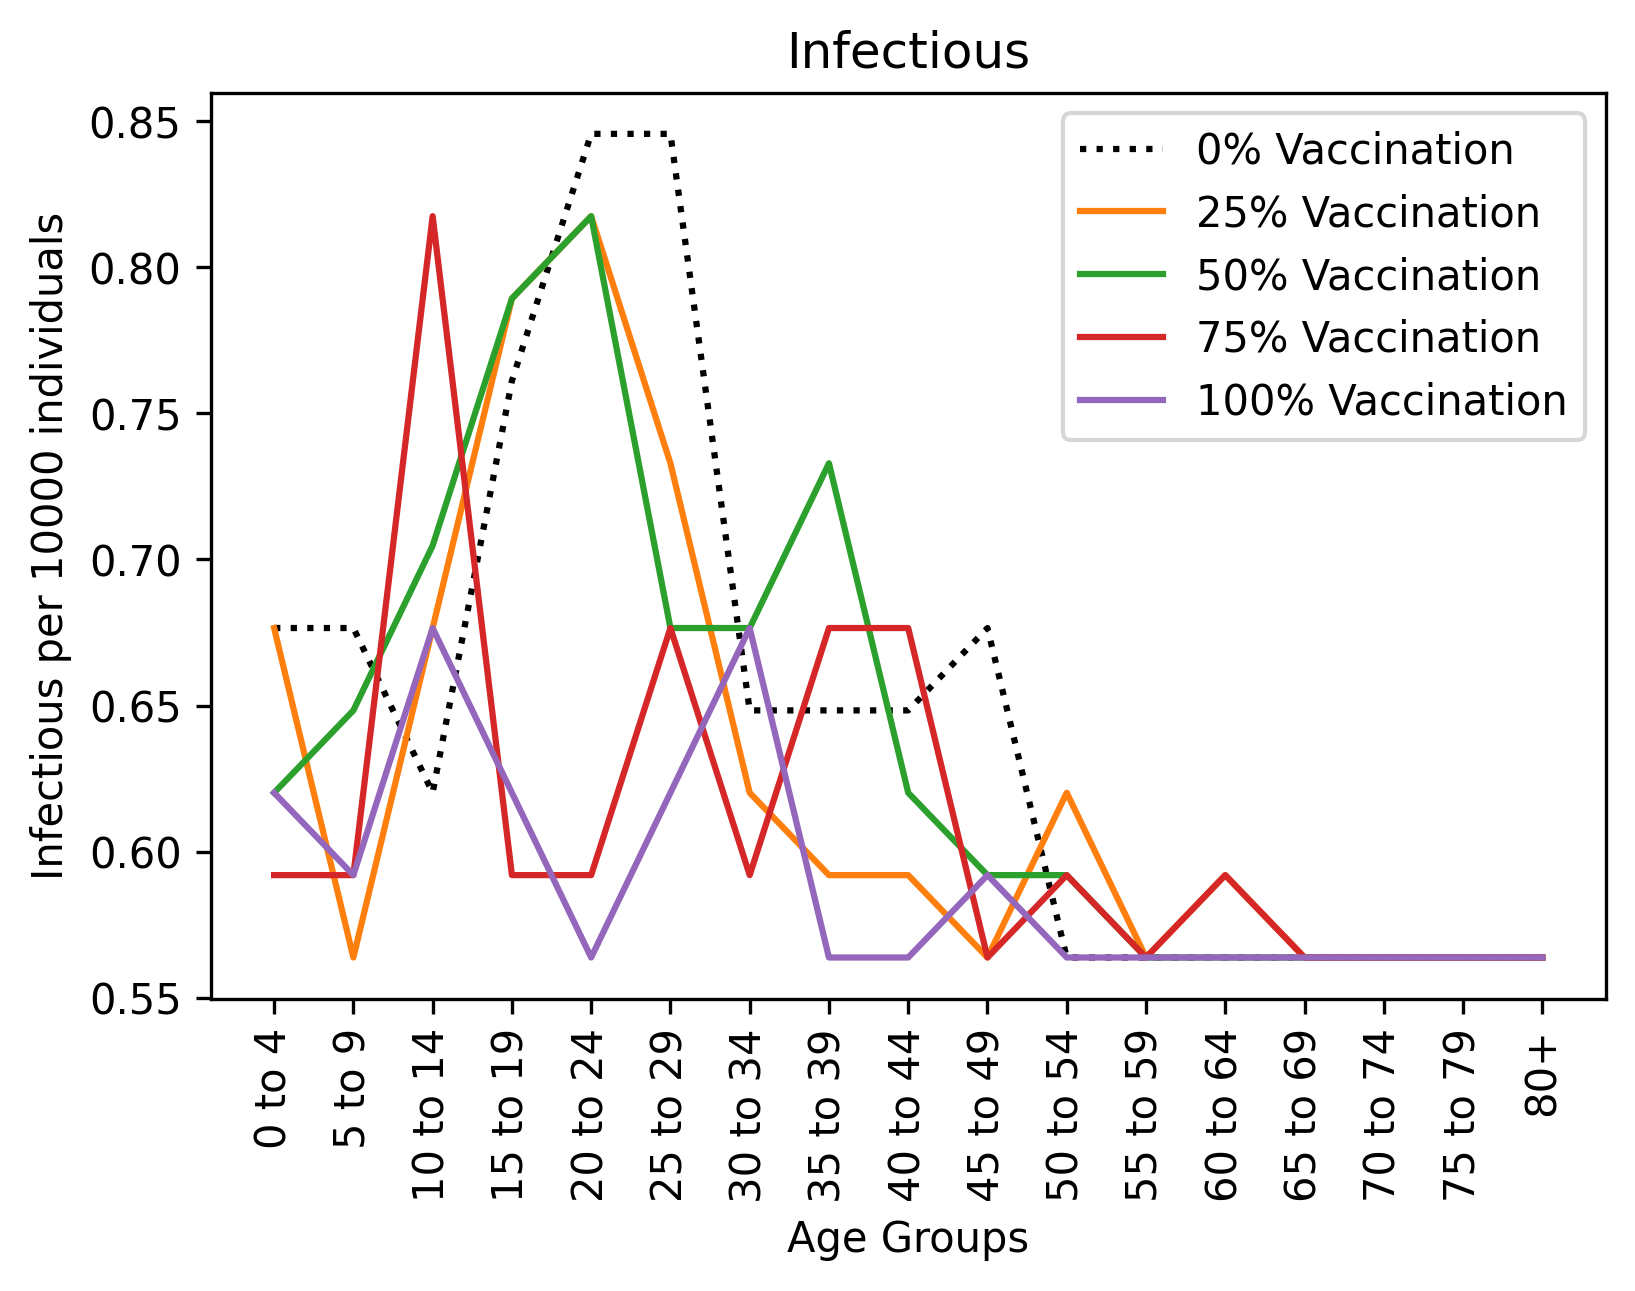 Infectious
Infectious per 100000 individuals
0.85
0.80
0.75
0.70
0.65
0.60
0.55
0% Vaccination
25% Vaccination
50% Vaccination
75% Vaccination
100% Vaccination
0 to 4
5 to 9
10 to 14
15 to 19
20 to 24
25 to 29
30 to 34
35 to 39
40 to 44
45 to 49
50 to 54
55 to 59
60 to 64
65 to 69
70 to 74
75 to 79
80+
Age Groups